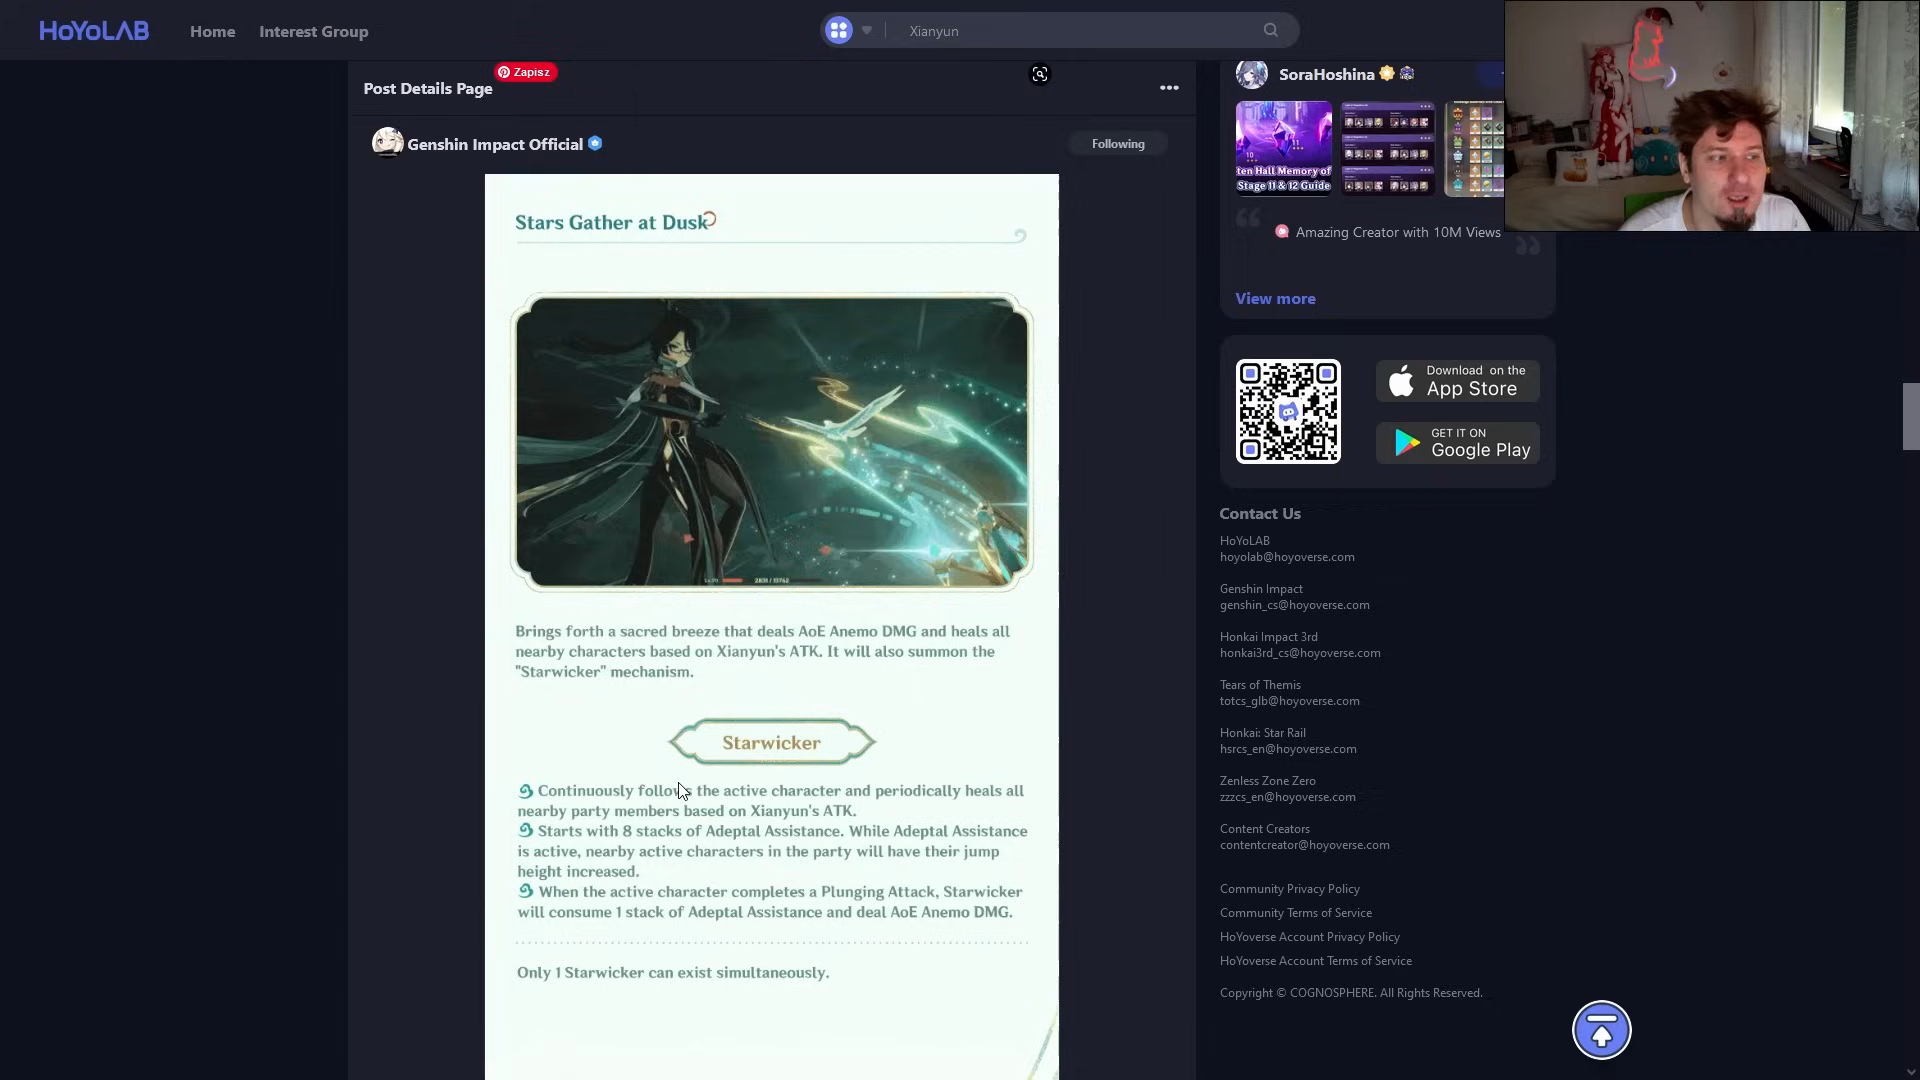 HoYoLAB
Home
Interest Group
Xianyun
Zapisz
Post Details Page
Genshin Impact Official
Following
Stars Gather at Dusk
Brings forth a sacred breeze that deals AoE Anemo DMG and heals all
nearby characters based on Xianyun's ATK. It will also summon the
"Starwicker" mechanism.
Starwicker
Continuously follows the active character and periodically heals all
nearby party members based on Xianyun's ATK.
Starts with 8 stacks of Adeptal Assistance. While Adeptal Assistance
is active, nearby active characters in the party will have their jump
height increased.
When the active character completes a Plunging Attack, Starwicker
will consume 1 stack of Adeptal Assistance and deal AoE Anemo DMG.
Only 1 Starwicker can exist simultaneously.
SoraHoshina
10
11
ten Hall Memory of
Stage 11 & 12 Guide
Amazing Creator with 10M Views
View more
Download on the
App Store
GET IT ON
Google Play
Contact Us
HoYoLAB
hoyolab@hoyoverse.com
Genshin Impact
genshin_cs@hoyoverse.com
Honkai Impact 3rd
honkai3rd_cs@hoyoverse.com
Tears of Themis
totcs_glb@hoyoverse.com
Honkai: Star Rail
hsrcs_en@hoyoverse.com
Zenless Zone Zero
zzzcs_en@hoyoverse.com
Content Creators
contentcreator@hoyoverse.com
Community Privacy Policy
Community Terms of Service
HoYoverse Account Privacy Policy
HoYoverse Account Terms of Service
Copyright © COGNOSPHERE. All Rights Reserved.